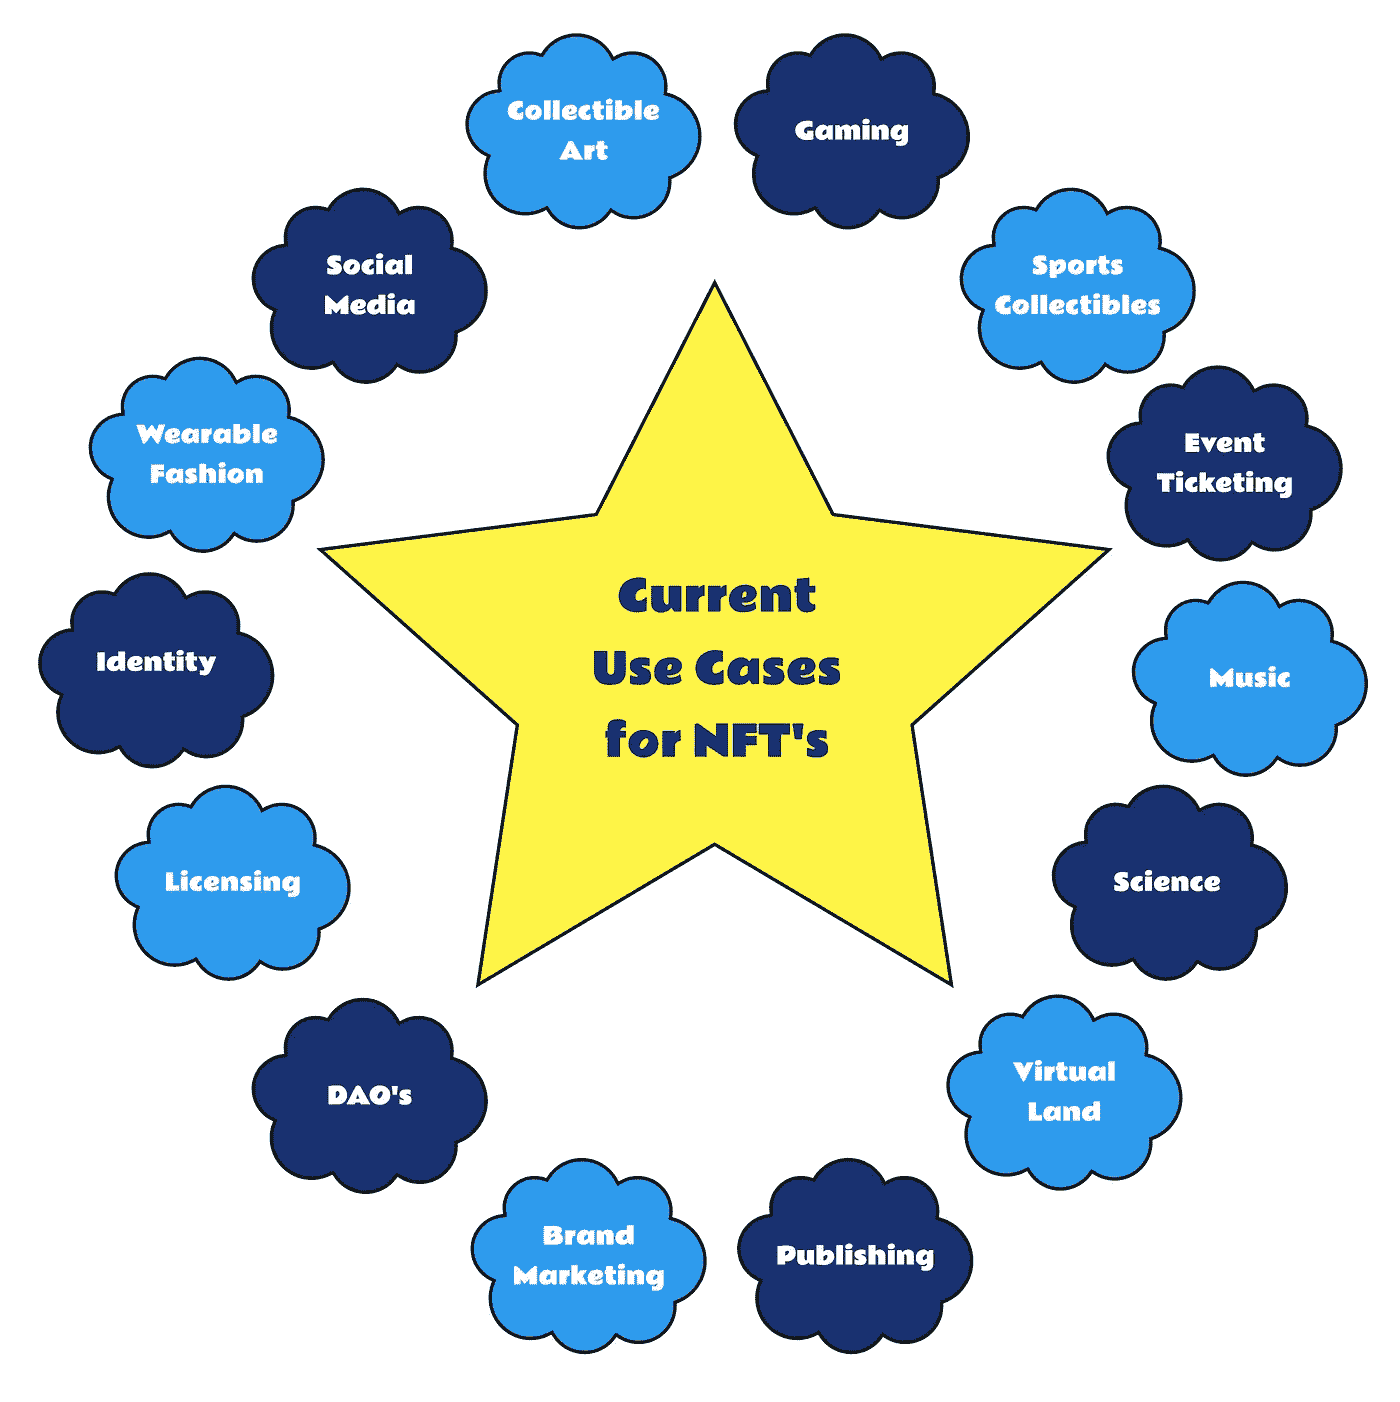 Collectible
Art
Gaming
Social
Media
Sports
Collectibles
Wearable
Fashion
Event
Ticketing
Current
Use Cases
for NFT's
Identity
Music
Licensing
Science
DAO's
Virtual
Land
Brand
Marketing
Publishing